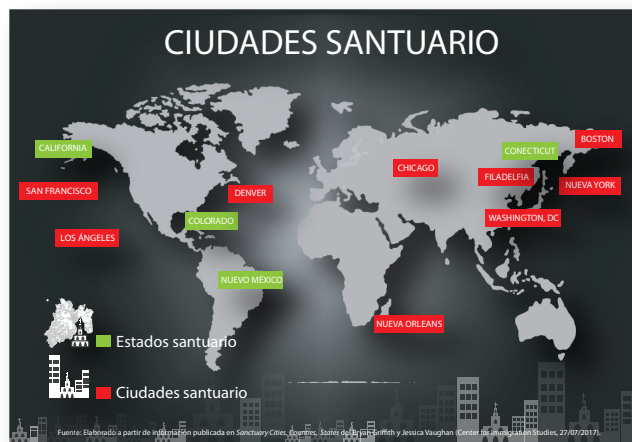 CIUDADES SANTUARIO
CALIFORNIA
CONECTICUT
BOSTON
CHICAGO
FILADELFIA
NUEVA YORK
SAN FRANCISCO
DENVER
COLORADO
WASHINGTON, DC
LOS ÁNGELES
NUEVO MÉXICO
NUEVA ORLEANS
Estados santuario
Ciudades santuario
Fuente: Elaborado a partir de información publicada en Sanctuary Cities, Counties, States de Bryan Griffith y Jessica Vaughan (Center for Immigration Studies, 27/07/2017).